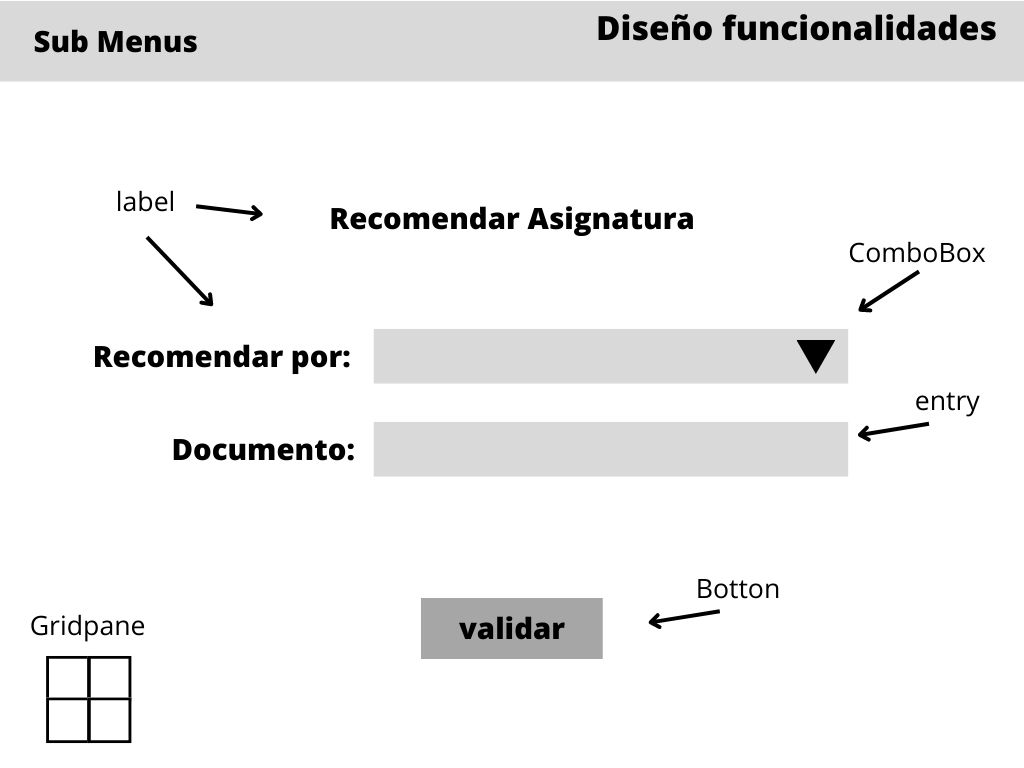 Sub Menus
Diseño funcionalidades
label
Recomendar Asignatura
ComboBox
Recomendar por:
entry
Documento:
Botton
Gridpane
validar